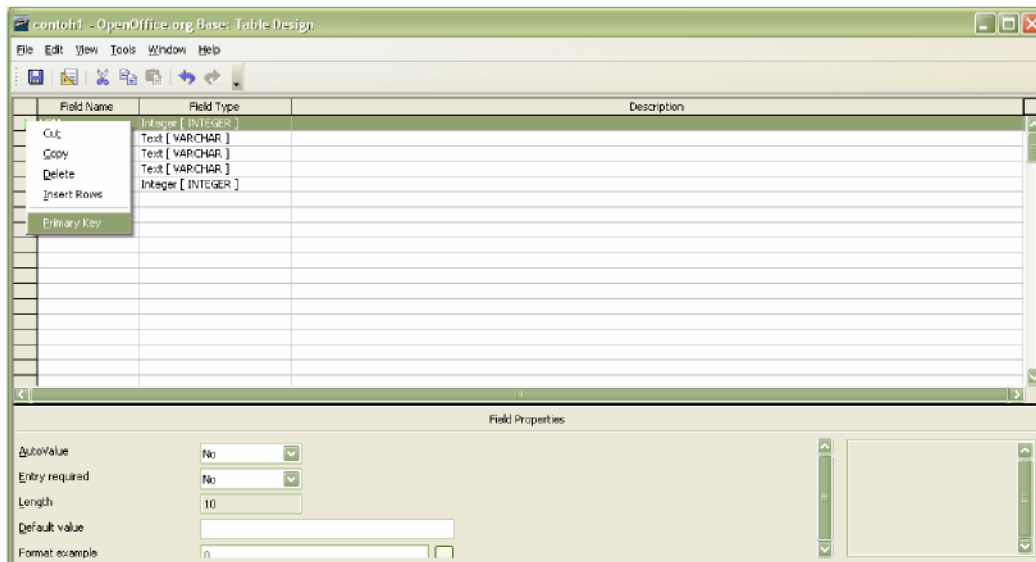 contoh1 - OpenOffice.org Base: Table Design
File Edit View Tools Window Help
Field Name Field Type Description
Integer [ INTEGER ]
Text [ VARCHAR ]
Text [ VARCHAR ]
Text [ VARCHAR ]
Integer [ INTEGER ]
Cut
Copy
Delete
Insert Rows
Primary Key
Field Properties
AutoValue No
Entry required No
Length 10
Default value
Format example 0